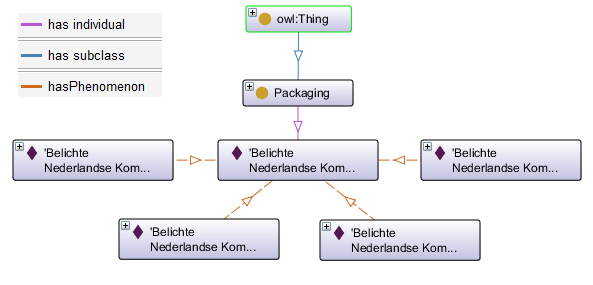 has individual
has subclass
hasPhenomenon
owl:Thing
Packaging
'Belichte
Nederlandse Kom...
'Belichte
Nederlandse Kom...
'Belichte
Nederlandse Kom...
'Belichte
Nederlandse Kom...
'Belichte
Nederlandse Kom...